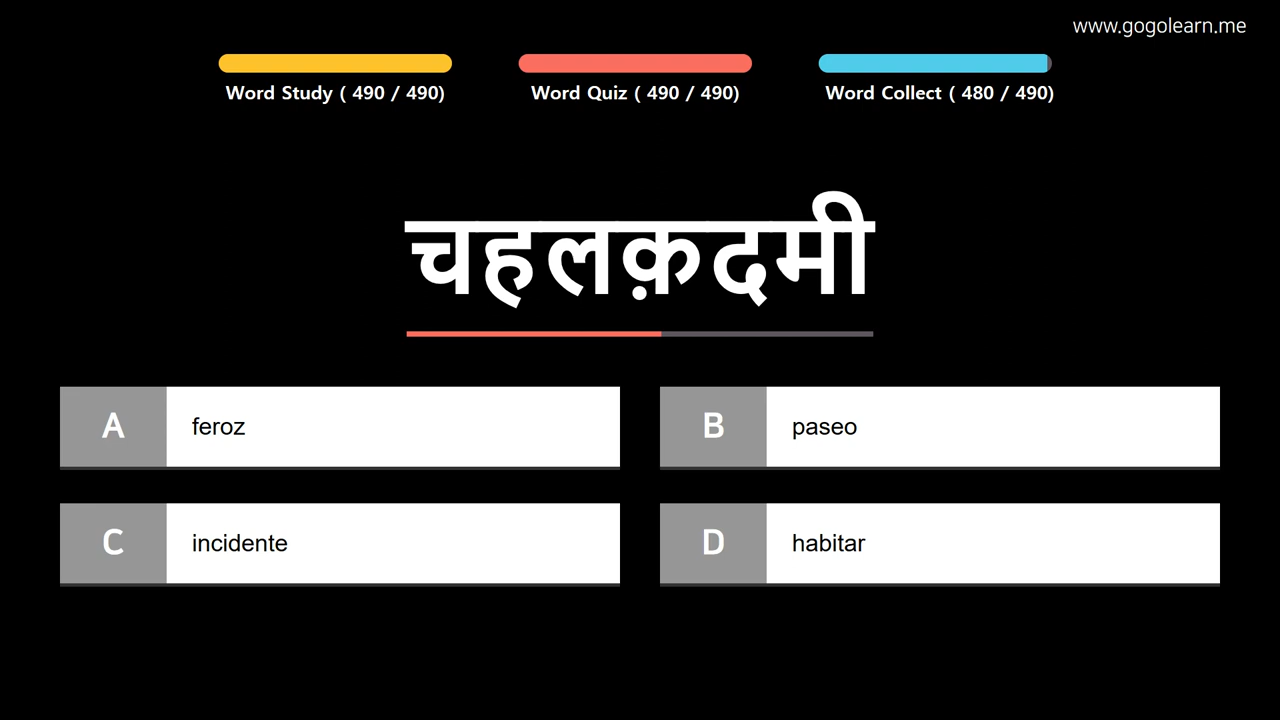 www.gogolearn.me
Word Study ( 490 / 490)
Word Quiz ( 490 / 490)
Word Collect ( 480 / 490)
चहलक़दमी
A feroz
B paseo
C incidente
D habitar